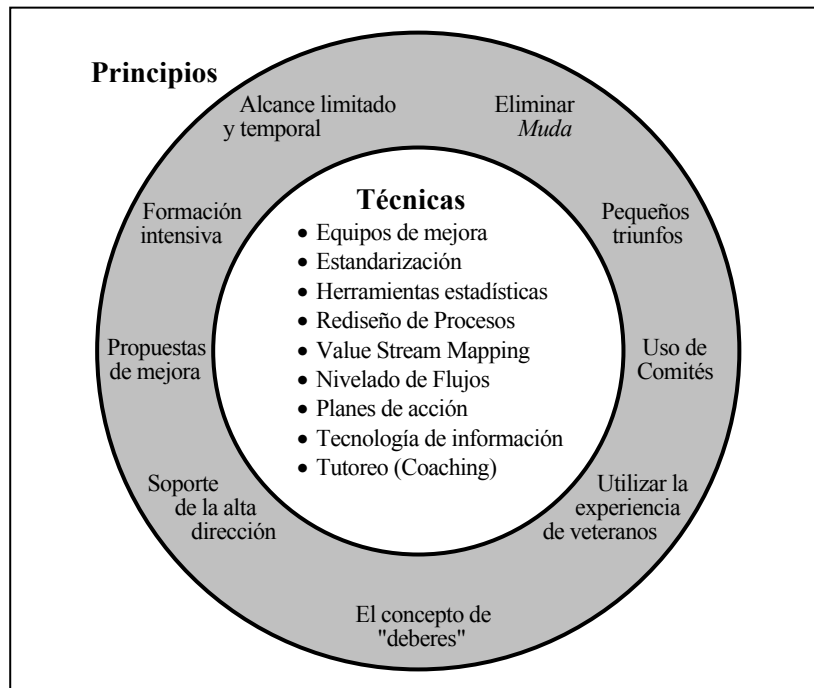 Principios
Alcance limitado
y temporal
Eliminar
Muda
Formación
intensiva
Pequeños
triunfos
Propuestas
de mejora
Uso de
Comités
Soporte
de la alta
dirección
Utilizar la
experiencia
de veteranos
El concepto de
"deberes"
Técnicas
• Equipos de mejora
• Estandarización
• Herramientas estadísticas
• Rediseño de Procesos
• Value Stream Mapping
• Nivelado de Flujos
• Planes de acción
• Tecnología de información
• Tutoreo (Coaching)